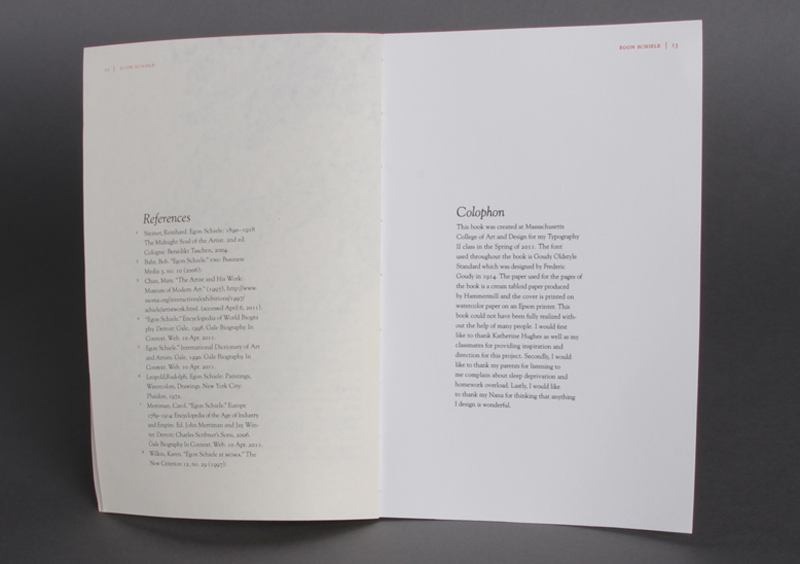 EGON SCHIELE
References
Steiner, Reinhard. Egon Schiele: 1890–1918
The Midnight Soul of the Artist. 2nd ed.
Cologne: Benedikt Taschen, 2004.
Bahr, Bob. "Egon Schiele." Business
Media 3, no. 10 (2006):
Chan, Mary. "The Artist and His Work:
Museum of Modern Art." (1997), http://www.
moma.org/interactives/exhibitions/1997/
schiele/artistwork.html. (accessed April 6, 2011).
"Egon Schiele." Encyclopedia of World Biogra
phy. Detroit: Gale, 1998. Gale Biography In
Context. Web. 10 Apr. 2011.
"Egon Schiele." International Dictionary of Art
and Artists. Gale, 1990. Gale Biography In
Context. Web. 10 Apr. 2011.
Leopold,Rudolph. Egon Schiele: Paintings,
Watercolors, Drawings. New York City:
Phaidon, 1972.
Merriman, Carol. "Egon Schiele." Europe
1789–1914 Encyclopedia of the Age of Industry
and Empire. Ed. John Merriman and Jay Win-
ter. Detroit: Charles Scribner's Sons, 2006.
Gale Biography In Context. Web. 10 Apr. 2011.
Wilkin, Karen. "Egon Schiele at MOMA." The
New Criterion 12, no. 29 (1997):
EGON SCHIELE | 13
Colophon
This book was created at Massachusetts
College of Art and Design for my Typography
II class in the Spring of 2011. The font
used throughout the book is Goudy Oldstyle
Standard which was designed by Frederic
Goudy in 1914. The paper used for the pages of
the book is a cream tabloid paper produced
by Hammermill and the cover is printed on
watercolor paper on an Epson printer. This
book could not have been fully realized with-
out the help of many people. I would first
like to thank Katherine Hughes as well as my
classmates for providing inspiration and
direction for this project. Secondly, I would
like to thank my parents for listening to
me complain about sleep deprivation and
homework overload. Lastly, I would like
to thank my Nana for thinking that anything
I design is wonderful.